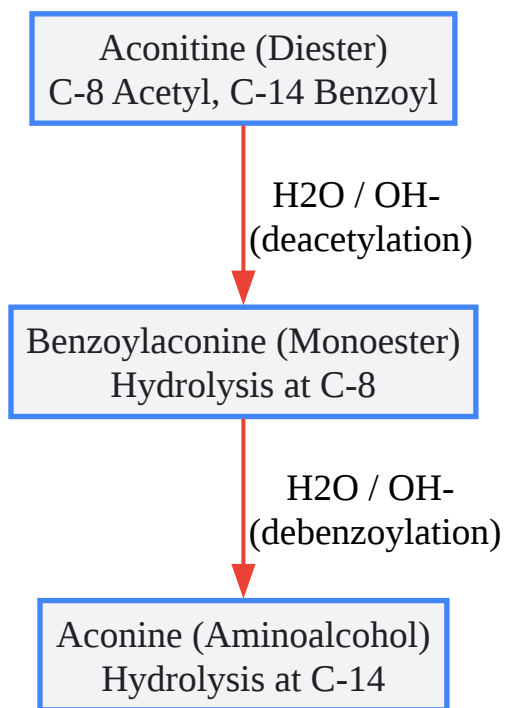 Aconitine (Diester)
C-8 Acetyl, C-14 Benzoyl
H2O / OH-
(deacetylation)
Benzoylaconine (Monoester)
Hydrolysis at C-8
H2O / OH-
(debenzoylation)
Aconine (Aminoalcohol)
Hydrolysis at C-14